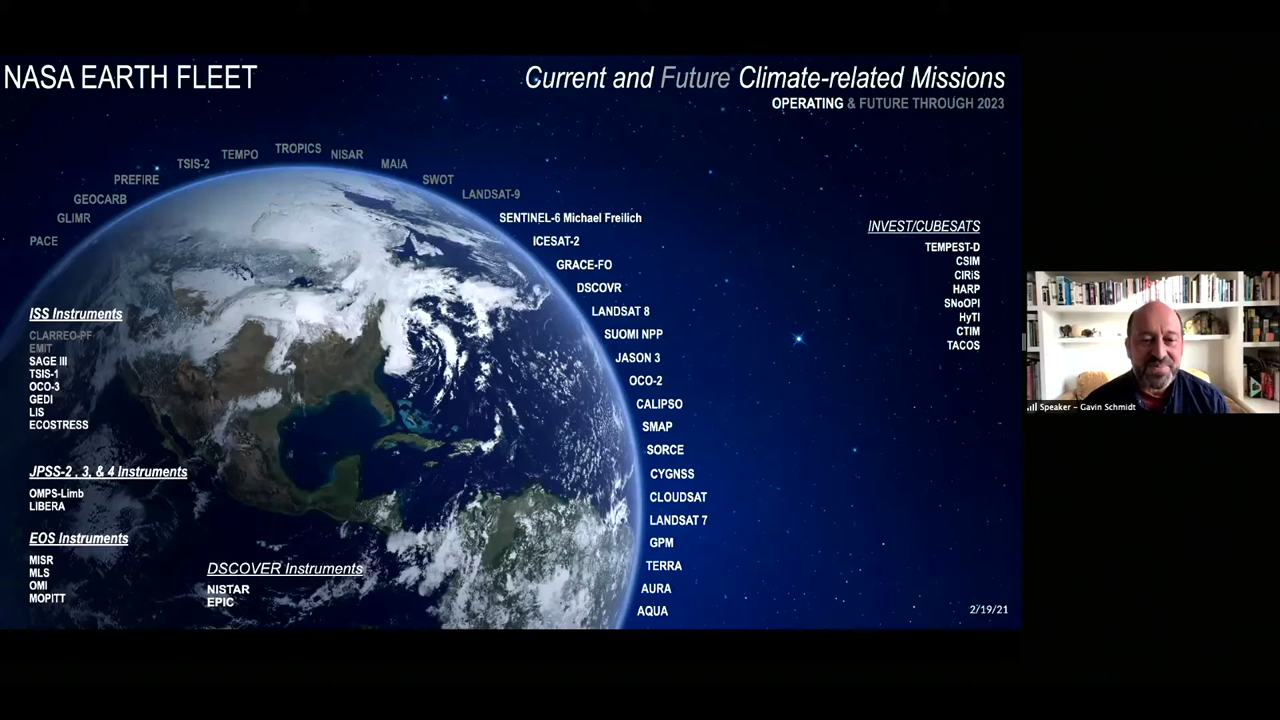 NASA EARTH FLEET
Current and Future Climate-related Missions
OPERATING & FUTURE THROUGH 2023
TROPICS
TEMPO
NISAR
TSIS-2
MAIA
PREFIRE
SWOT
GEOCARB
LANDSAT-9
GLIMR
PACE
SENTINEL-6 Michael Freilich
ICESAT-2
GRACE-FO
DSCOVR
LANDSAT 8
SUOMI NPP
JASON 3
OCO-2
CALIPSO
SMAP
SORCE
CYGNSS
CLOUDSAT
LANDSAT 7
GPM
TERRA
AURA
AQUA
INVEST/CUBESATS
TEMPEST-D
CSIM
CIRiS
HARP
SNoOPI
HyTI
CTIM
TACOS
ISS Instruments
CLARREO-PF
EMIT
SAGE III
TSIS-1
OCO-3
GEDI
LIS
ECOSTRESS
JPSS-2 , 3, & 4 Instruments
OMPS-Limb
LIBERA
EOS Instruments
MISR
MLS
OMI
MOPITT
DSCOVER Instruments
NISTAR
EPIC
2/19/21
Speaker – Gavin Schmidt